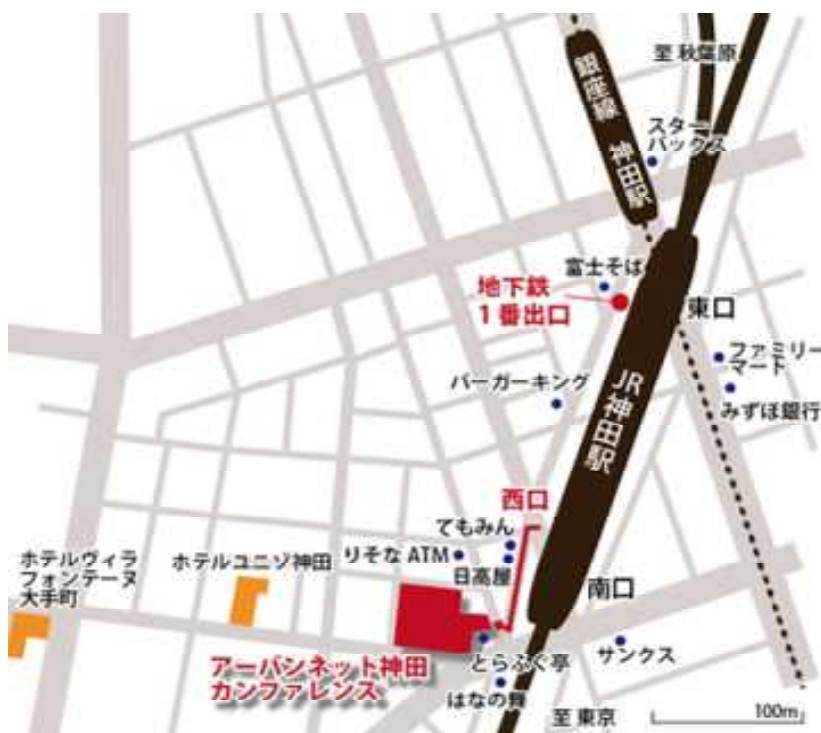 至 秋葉原
銀座線 神田駅
スター
バックス
富士そば
地下鉄
1番出口
東口
ファミリー
マート
バーガーキング
JR神田駅
みずほ銀行
西口
てもみん
りそな ATM
日高屋
ホテルヴィラ
フォンテーヌ
大手町
ホテルユニゾ神田
南口
アーバンネット神田
カンファレンス
とらふぐ亭
サンクス
はなの舞
至 東京
100m